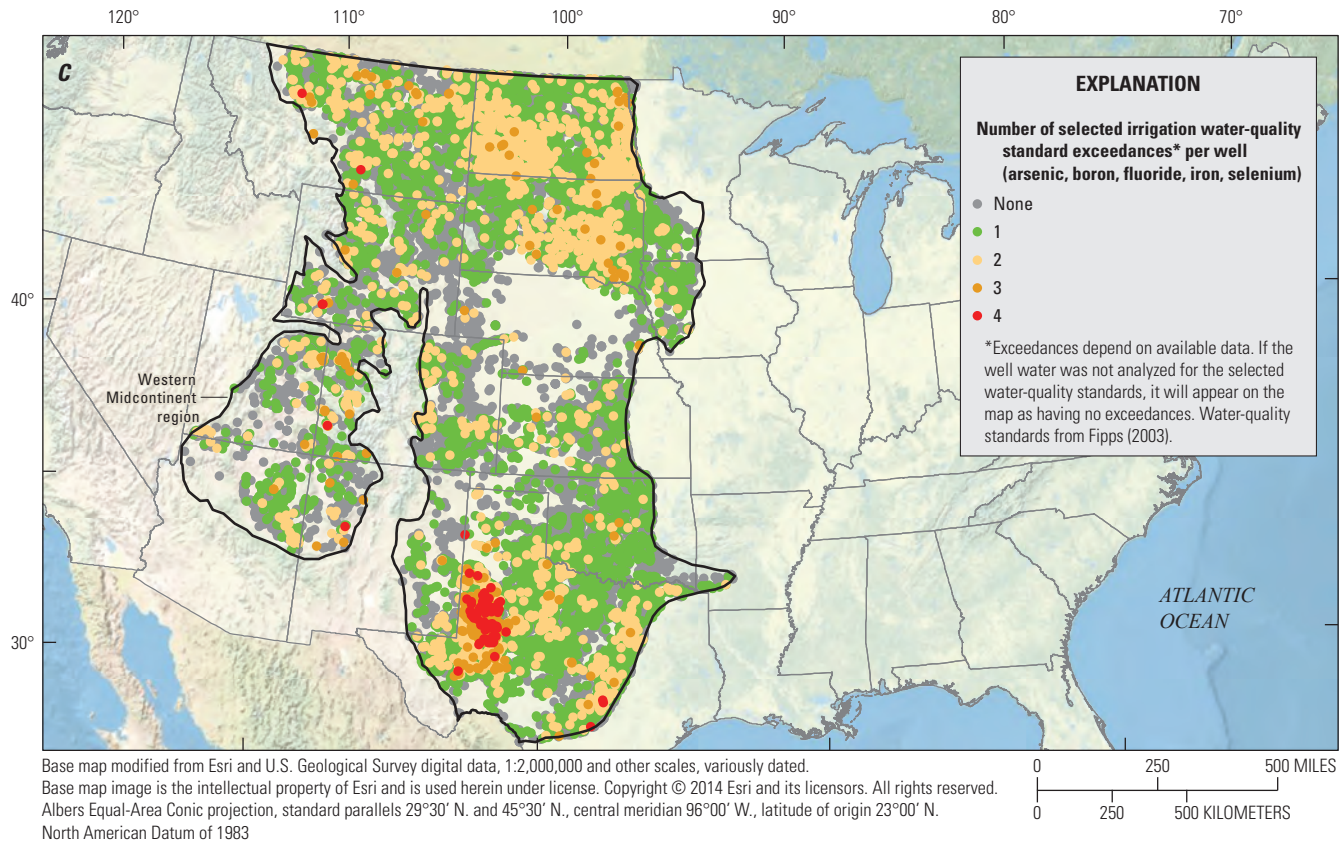 120°
110°
100°
90°
80°
70°
C
40°
30°
Western
Midcontinent
region
ATLANTIC
OCEAN
EXPLANATION
Number of selected irrigation water-quality
standard exceedances* per well
(arsenic, boron, fluoride, iron, selenium)
None
1
2
3
4
*Exceedances depend on available data. If the
well water was not analyzed for the selected
water-quality standards, it will appear on the
map as having no exceedances. Water-quality
standards from Fipps (2003).
Base map modified from Esri and U.S. Geological Survey digital data, 1:2,000,000 and other scales, variously dated.
Base map image is the intellectual property of Esri and is used herein under license. Copyright © 2014 Esri and its licensors. All rights reserved.
Albers Equal-Area Conic projection, standard parallels 29°30′ N. and 45°30′ N., central meridian 96°00′ W., latitude of origin 23°00′ N.
North American Datum of 1983
0 250 500 MILES
0 250 500 KILOMETERS